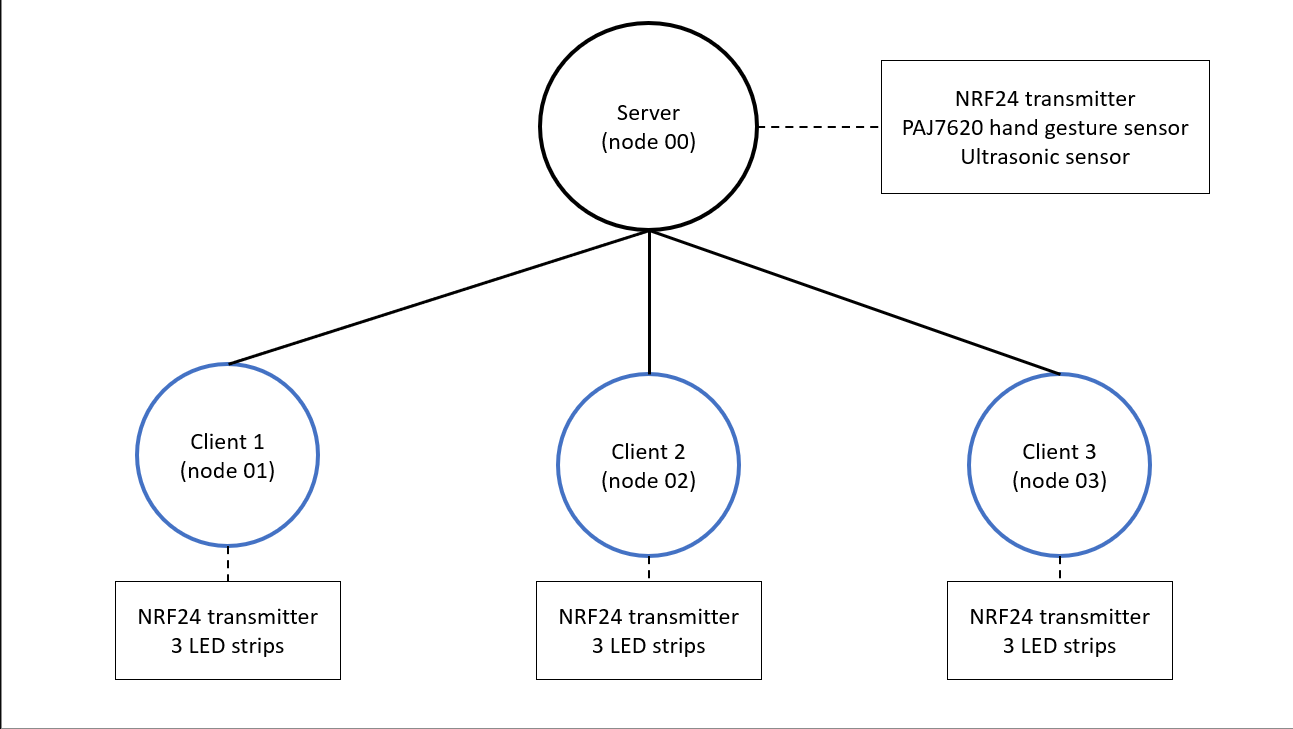 Server
(node 00)
NRF24 transmitter
PAJ7620 hand gesture sensor
Ultrasonic sensor
Client 1
(node 01)
Client 2
(node 02)
Client 3
(node 03)
NRF24 transmitter
3 LED strips
NRF24 transmitter
3 LED strips
NRF24 transmitter
3 LED strips